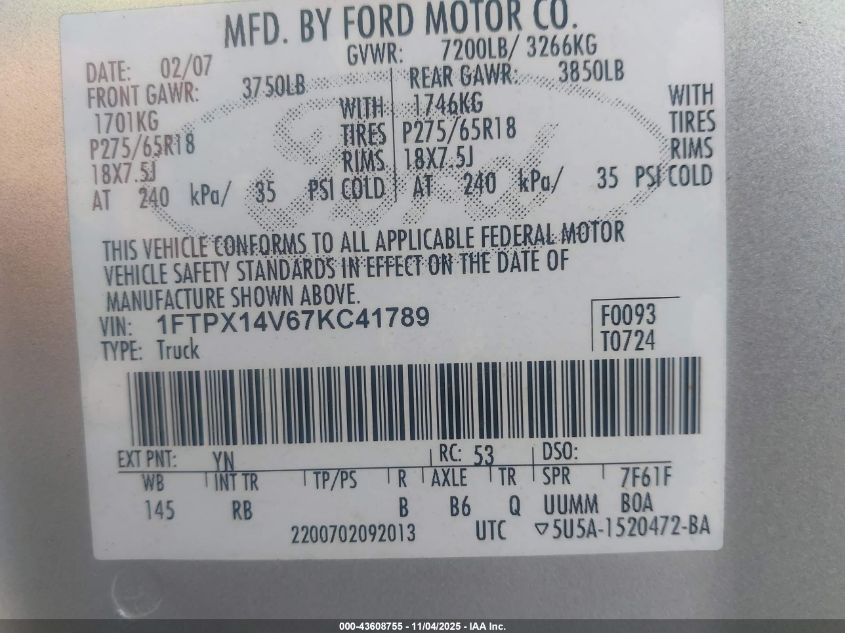 MFD. BY FORD MOTOR CO.
DATE: 02/07 GVWR: 7200LB/ 3266KG
FRONT GAWR: 3750LB REAR GAWR: 3850LB
1701KG WITH 1746KG WITH
P275/65R18 TIRES P275/65R18 TIRES
18X7.5J RIMS 18X7.5J RIMS
AT 240 kPa/ 35 PSI COLD AT 240 kPa/ 35 PSI COLD
Ford
THIS VEHICLE CONFORMS TO ALL APPLICABLE FEDERAL MOTOR
VEHICLE SAFETY STANDARDS IN EFFECT ON THE DATE OF
MANUFACTURE SHOWN ABOVE.
VIN: 1FTPX14V67KC41789 F0093
TYPE: Truck T0724
EXT PNT: YN RC: 53 DSO:
WB INT TR TP/PS R AXLE TR SPR 7F61F
145 RB B B6 Q UUMM BOA
2200702092013 UTC ▽5U5A-1520472-BA
000-43608755 - 11/04/2025 - IAA Inc.